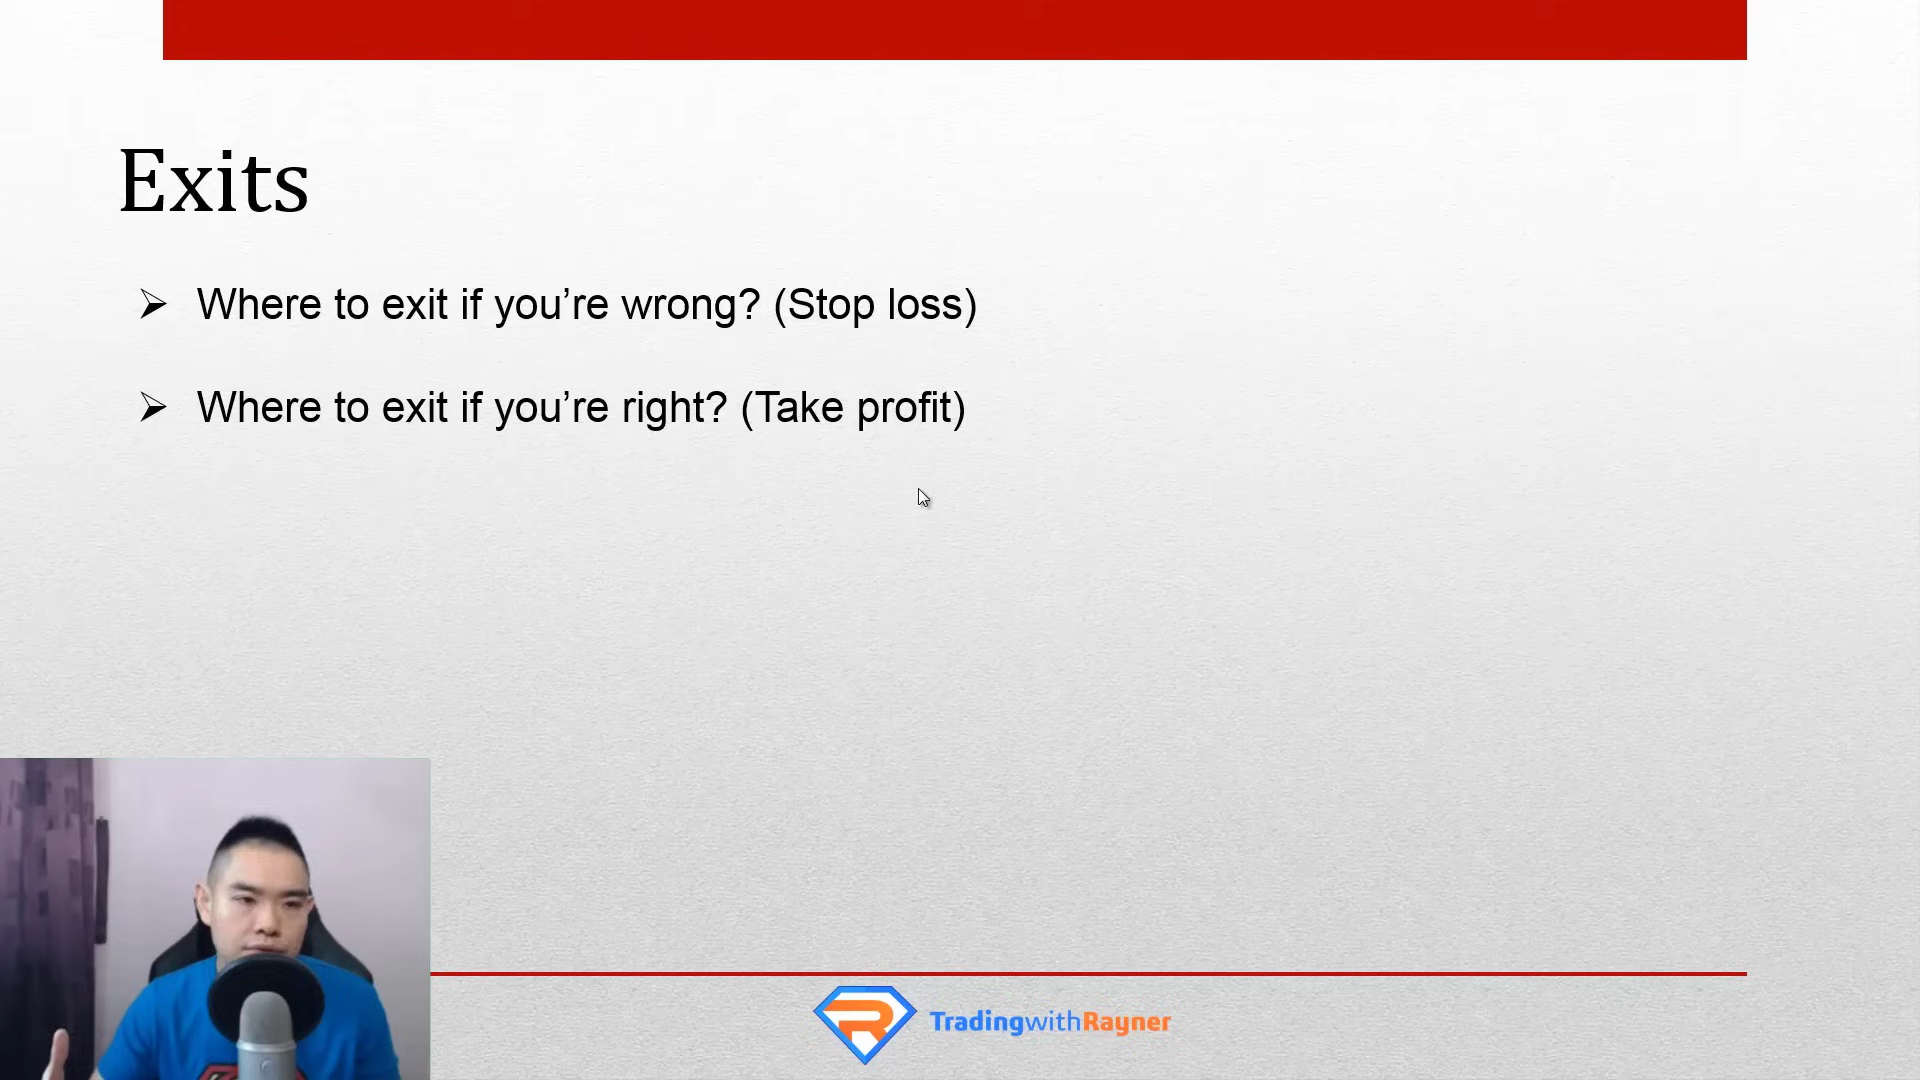 Exits
Where to exit if you’re wrong? (Stop loss)
Where to exit if you’re right? (Take profit)
TradingwithRayner